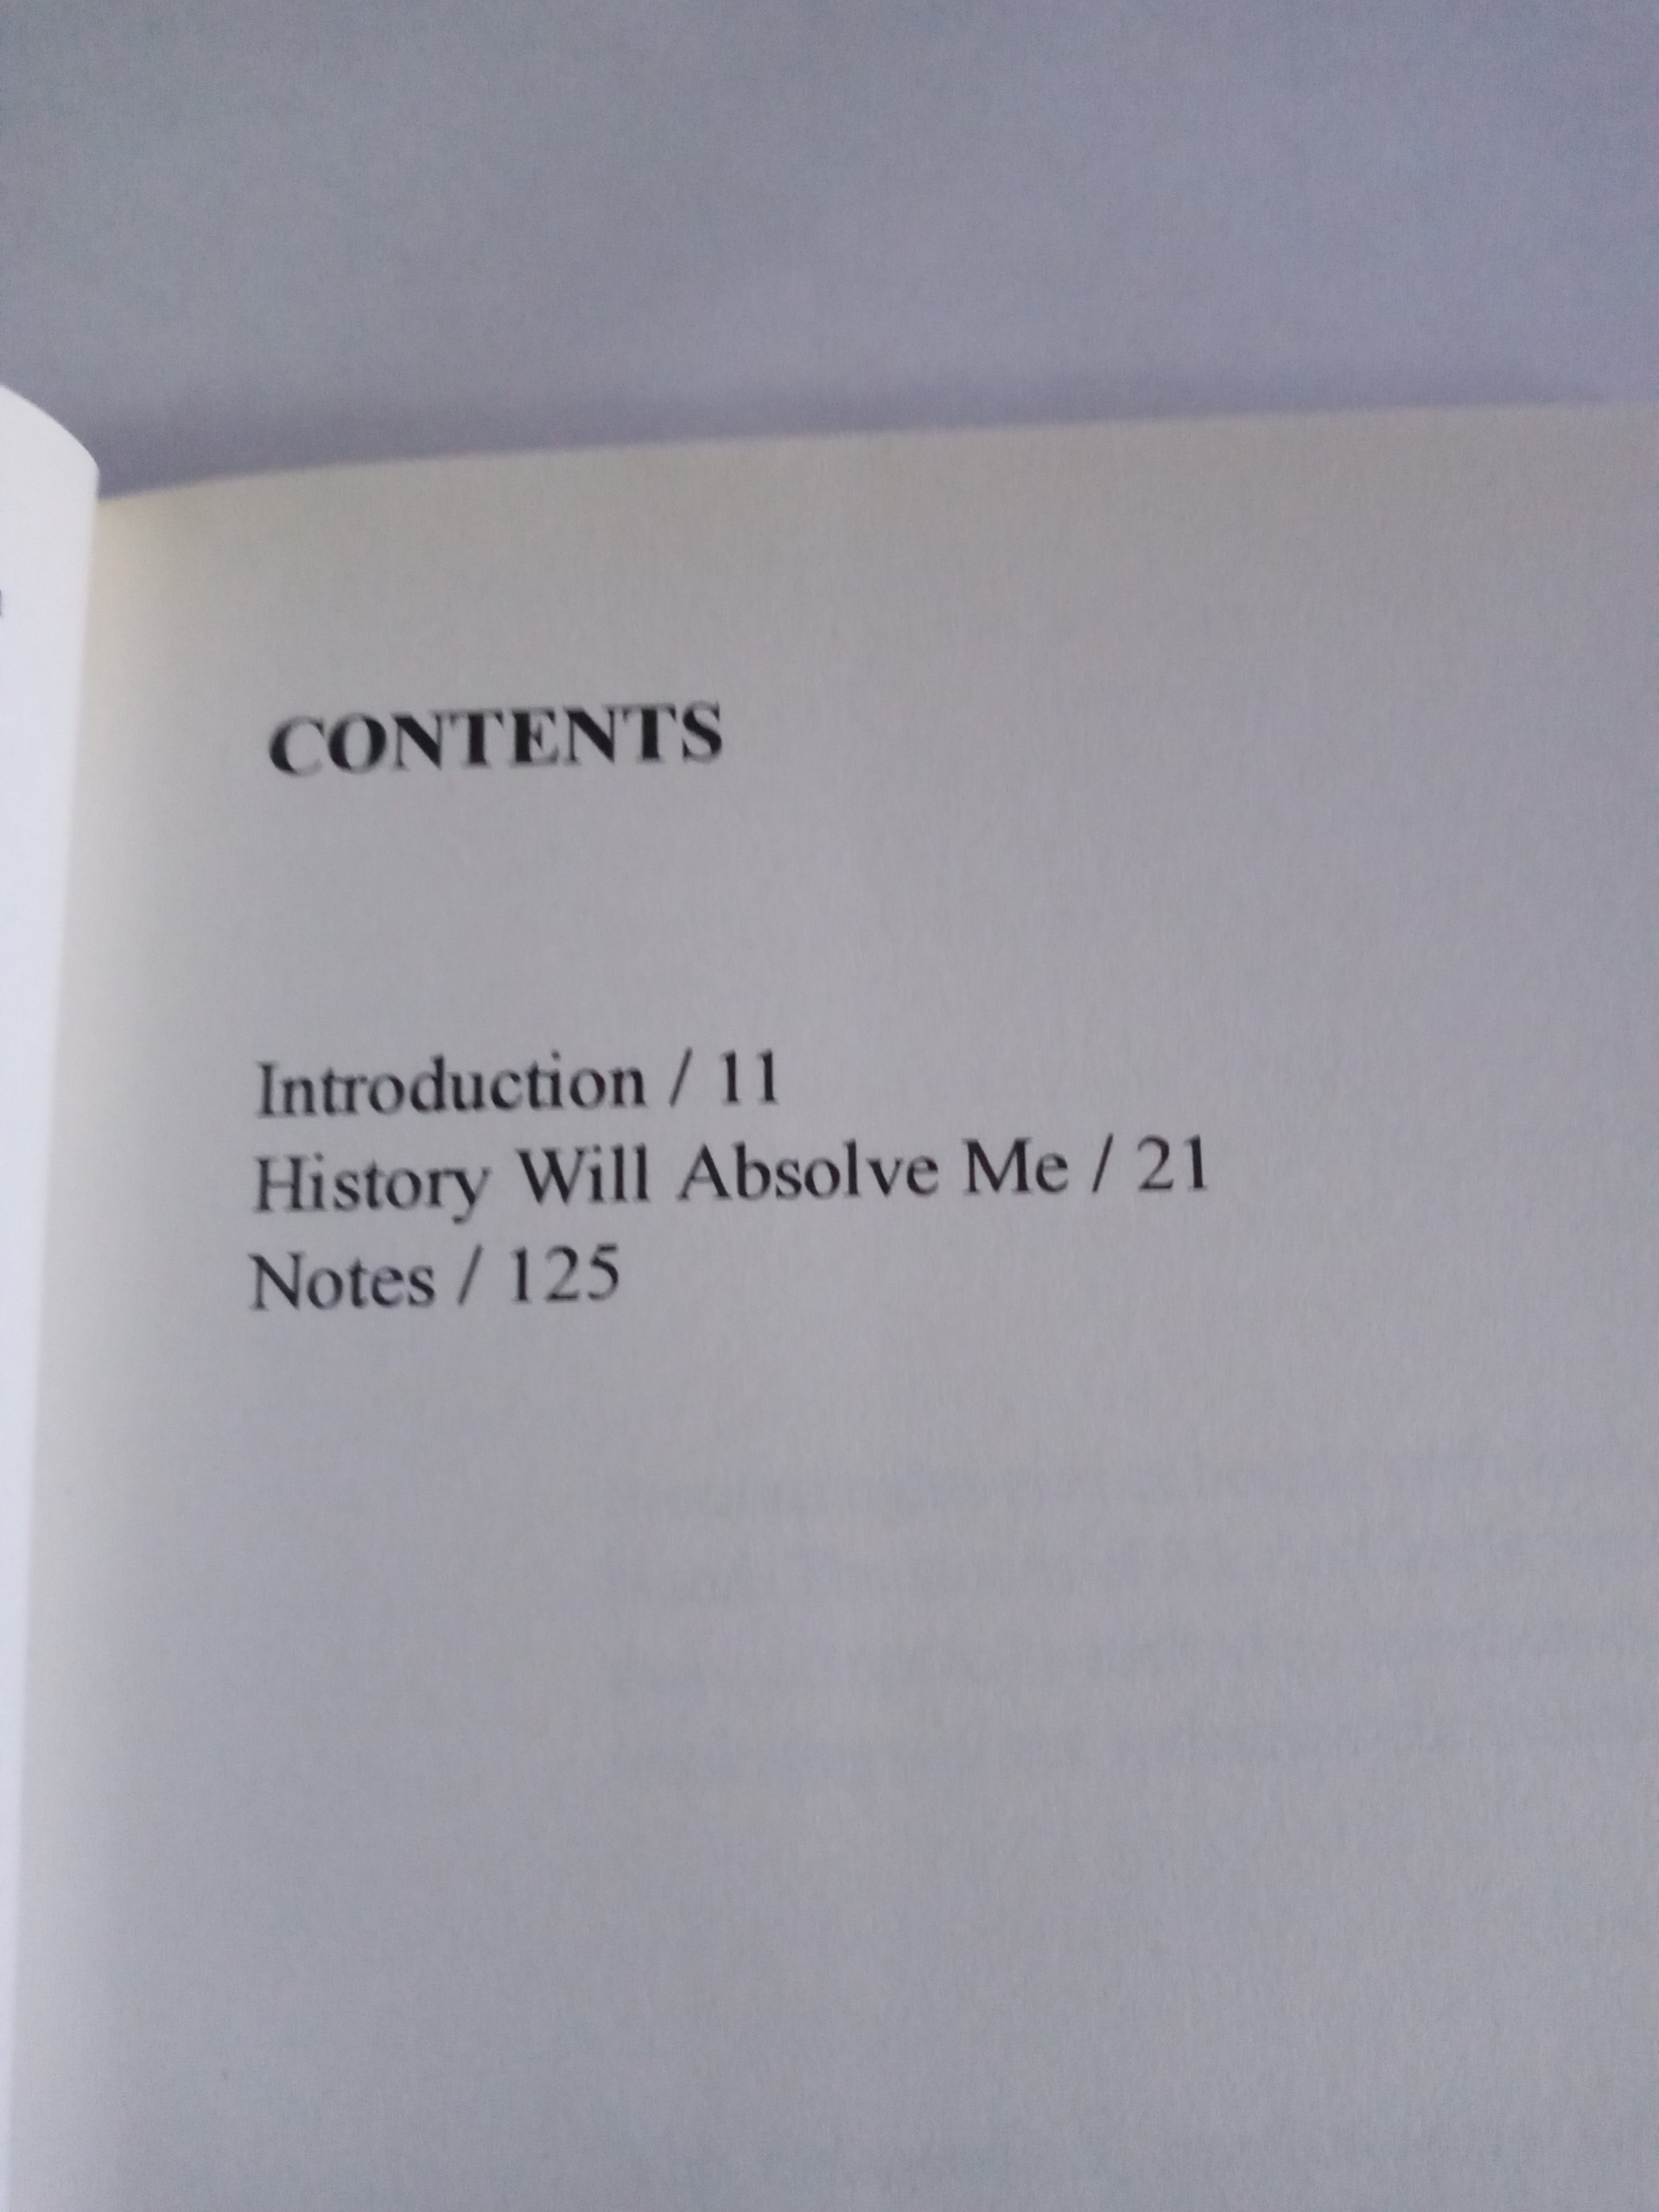 CONTENTS
Introduction / 11
History Will Absolve Me / 21
Notes / 125